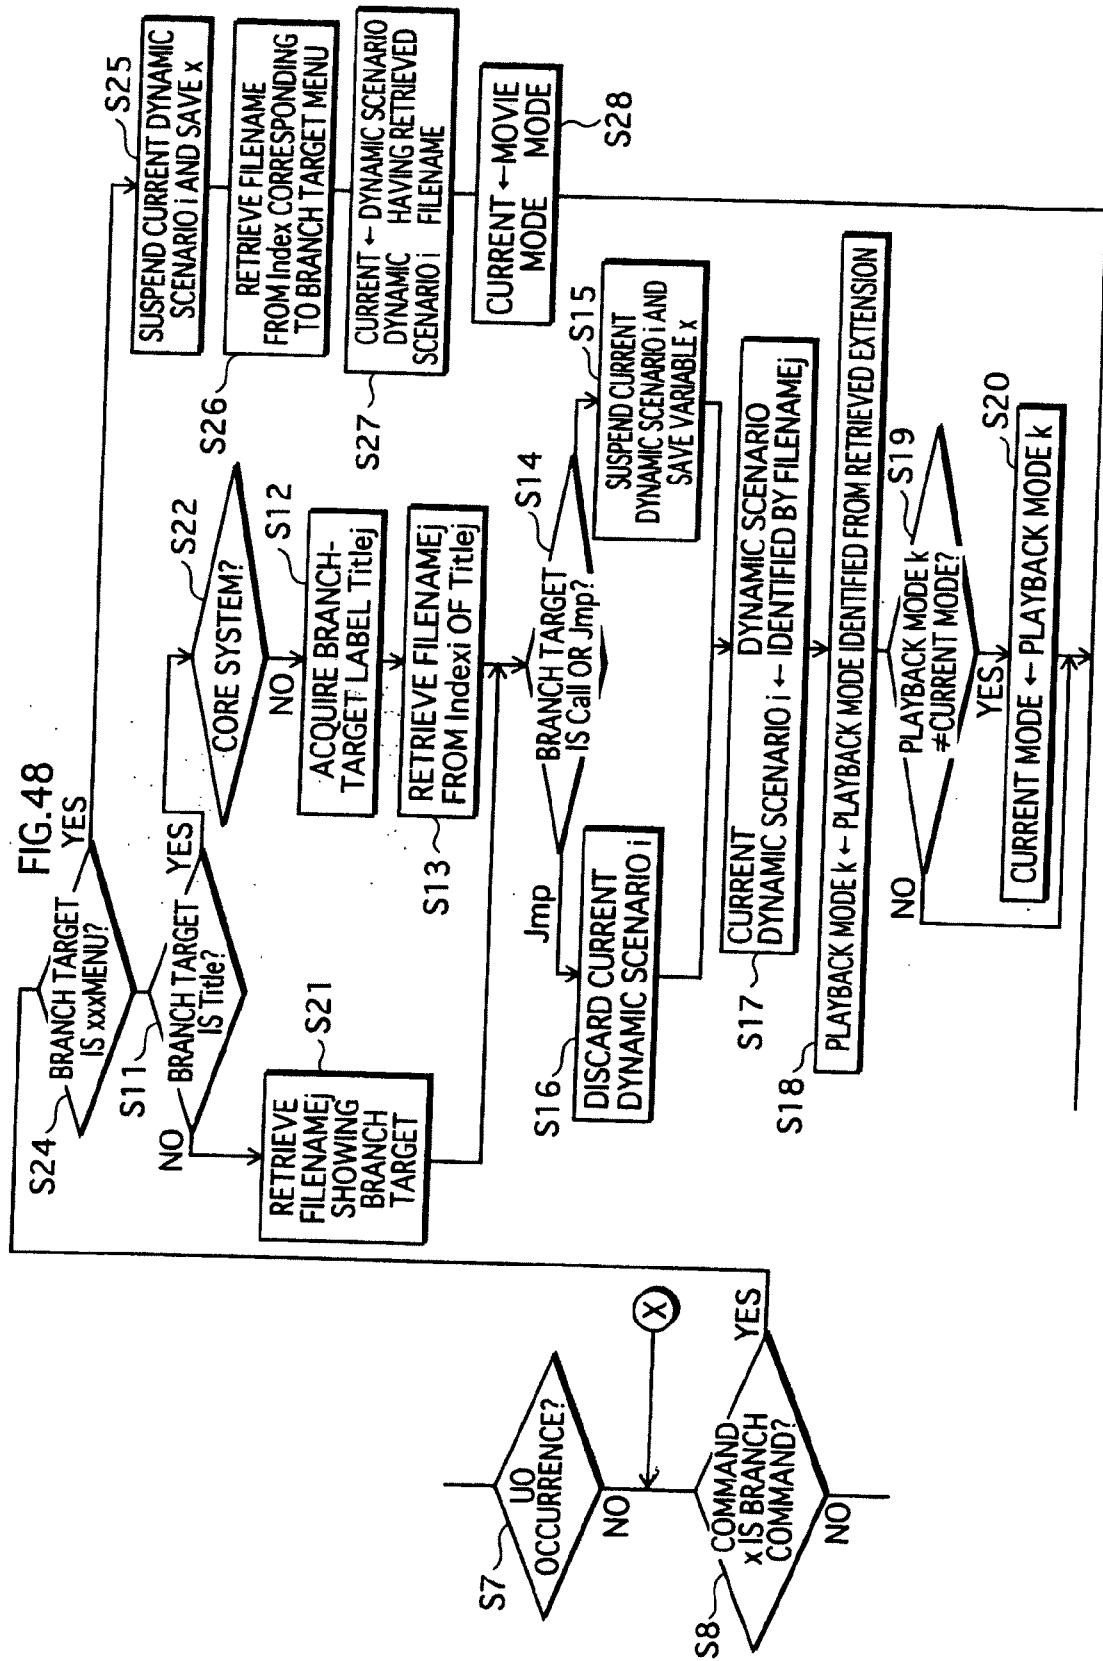 FIG.48
S7
UO
OCCURRENCE?
NO
X
S8
COMMAND
x IS BRANCH
COMMAND?
YES
NO
S24
BRANCH TARGET
IS xxxMENU?
YES
S11
BRANCH TARGET
IS Title?
YES
NO
S21
RETRIEVE
FILENAMEj
SHOWING
BRANCH
TARGET
S22
CORE SYSTEM?
NO
S12
ACQUIRE BRANCH-
TARGET LABEL Titlej
S13
RETRIEVE FILENAMEj
FROM Indexi OF Titlej
S14
BRANCH TARGET
IS Call OR Jmp?
Jmp
S15
SUSPEND CURRENT
DYNAMIC SCENARIO i AND
SAVE VARIABLE x
S16
DISCARD CURRENT
DYNAMIC SCENARIO i
S17
CURRENT DYNAMIC SCENARIO
DYNAMIC SCENARIO i ← IDENTIFIED BY FILENAMEj
S18
PLAYBACK MODE k ← PLAYBACK MODE IDENTIFIED FROM RETRIEVED EXTENSION
S19
PLAYBACK MODE k
≠CURRENT MODE?
NO
YES
S20
CURRENT MODE ← PLAYBACK MODE k
S25
SUSPEND CURRENT DYNAMIC
SCENARIO i AND SAVE x
S26
RETRIEVE FILENAME
FROM Index CORRESPONDING
TO BRANCH TARGET MENU
S27
CURRENT ← DYNAMIC SCENARIO
DYNAMIC HAVING RETRIEVED
SCENARIO i FILENAME
S28
CURRENT ← MOVIE
MODE MODE